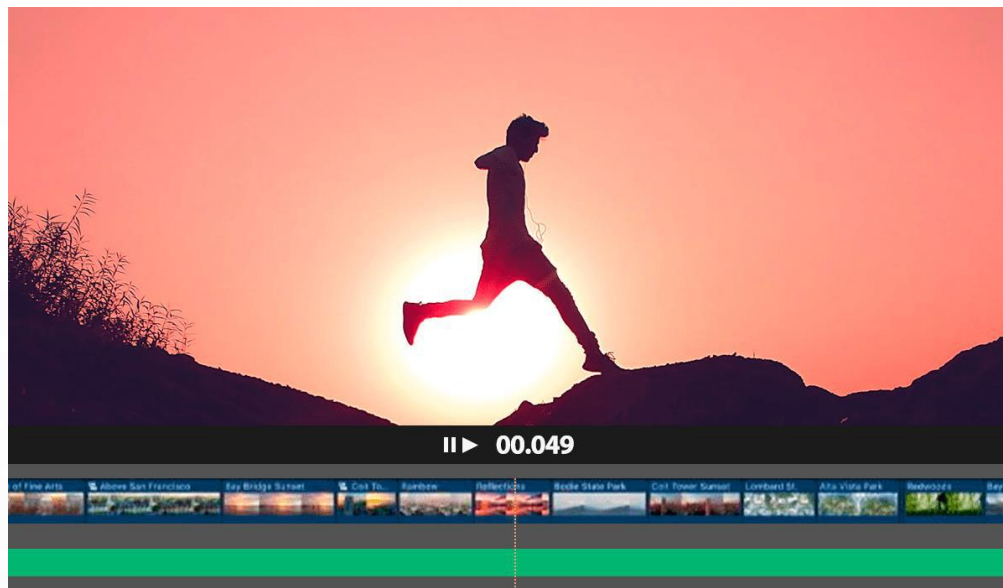 00.049
of Fine Arts
Above San Francisco
Bay Bridge Sunset
Coit To...
Rainbow
Reflections
Bodie State Park
Coit Tower Sunset
Lombard St.
Alta Vista Park
Redwoods
Bay